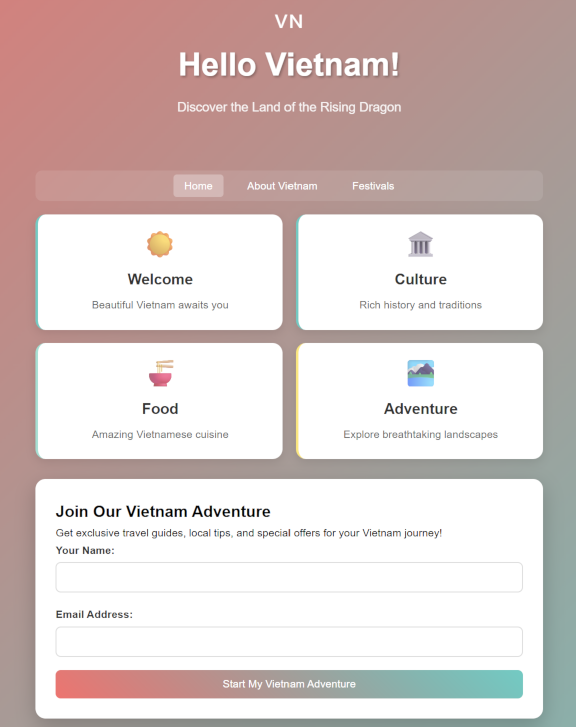 VN
Hello Vietnam!
Discover the Land of the Rising Dragon
Home About Vietnam Festivals
Welcome
Beautiful Vietnam awaits you
Culture
Rich history and traditions
Food
Amazing Vietnamese cuisine
Adventure
Explore breathtaking landscapes
Join Our Vietnam Adventure
Get exclusive travel guides, local tips, and special offers for your Vietnam journey!
Your Name:
Email Address:
Start My Vietnam Adventure